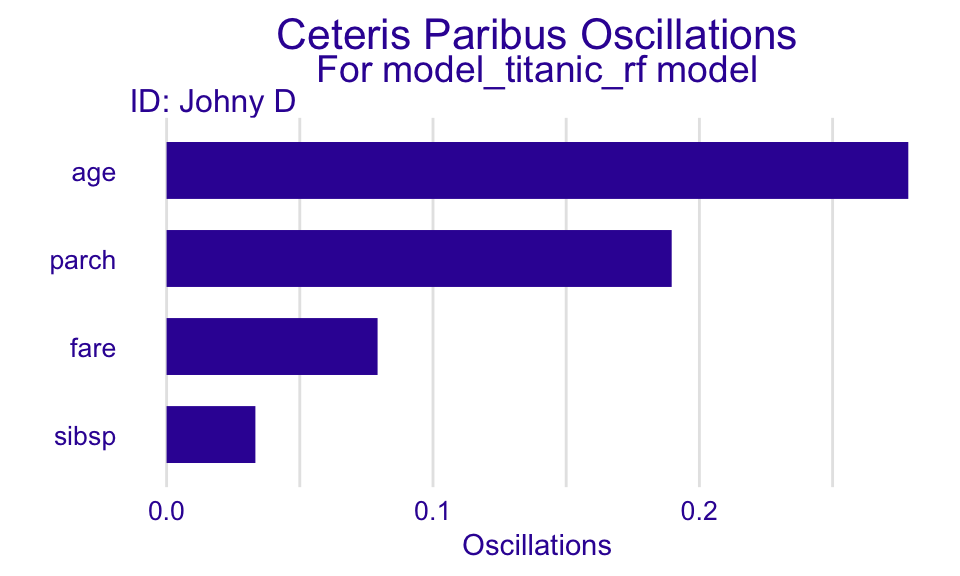 Ceteris Paribus Oscillations
For model_titanic_rf model
ID: Johny D
age
parch
fare
sibsp
0.0 0.1 0.2
Oscillations